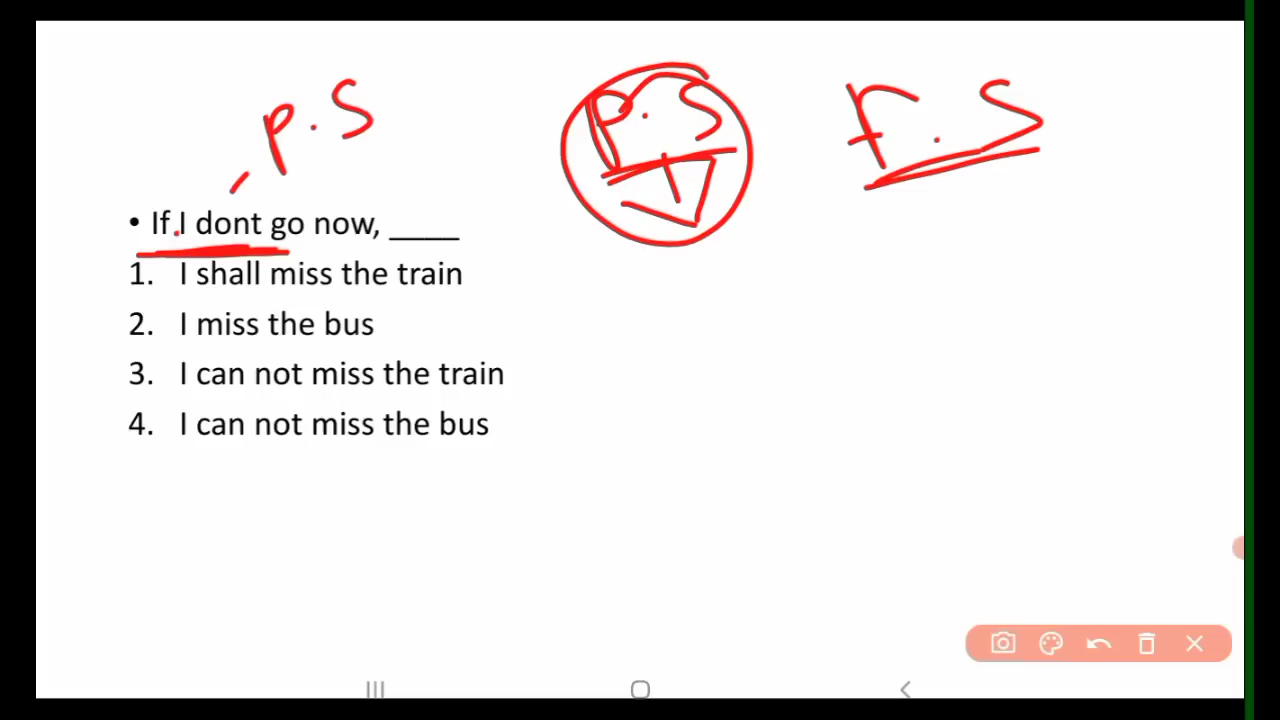 P.S P.S F.S
• If I dont go now, ____
1. I shall miss the train
2. I miss the bus
3. I can not miss the train
4. I can not miss the bus